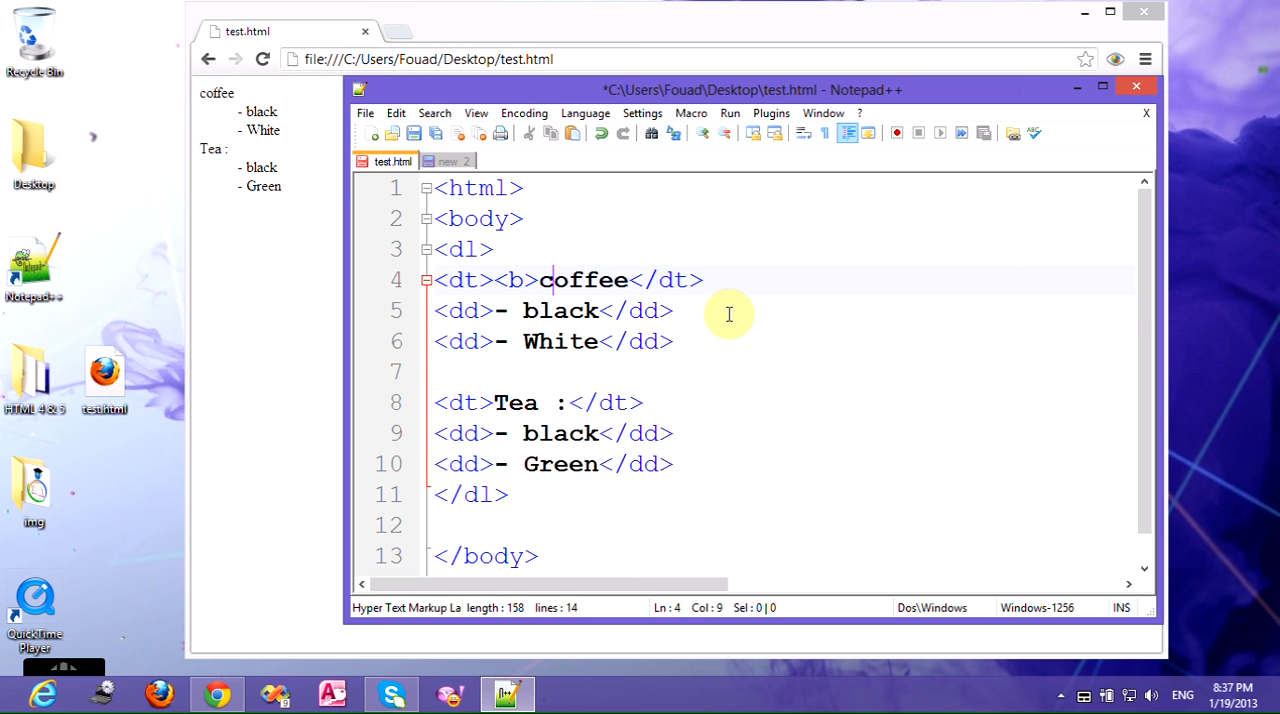 Recycle Bin
Desktop
Notepad++
HTML 4 & 5
test.html
img
QuickTime
Player
test.html
file:///C:/Users/Fouad/Desktop/test.html
coffee
- black
- White
Tea :
- black
- Green
*C:\Users\Fouad\Desktop\test.html - Notepad++
File Edit Search View Encoding Language Settings Macro Run Plugins Window ? X
test.html new 2
1 <html>
2 <body>
3 <dl>
4 <dt><b>coffee</dt>
5 <dd>- black</dd>
6 <dd>- White</dd>
7
8 <dt>Tea :</dt>
9 <dd>- black</dd>
10 <dd>- Green</dd>
11 </dl>
12
13 </body>
Hyper Text Markup La length : 158 lines : 14 Ln : 4 Col : 9 Sel : 0 | 0 Dos\Windows Windows-1256 INS
ENG
8:37 PM
1/19/2013